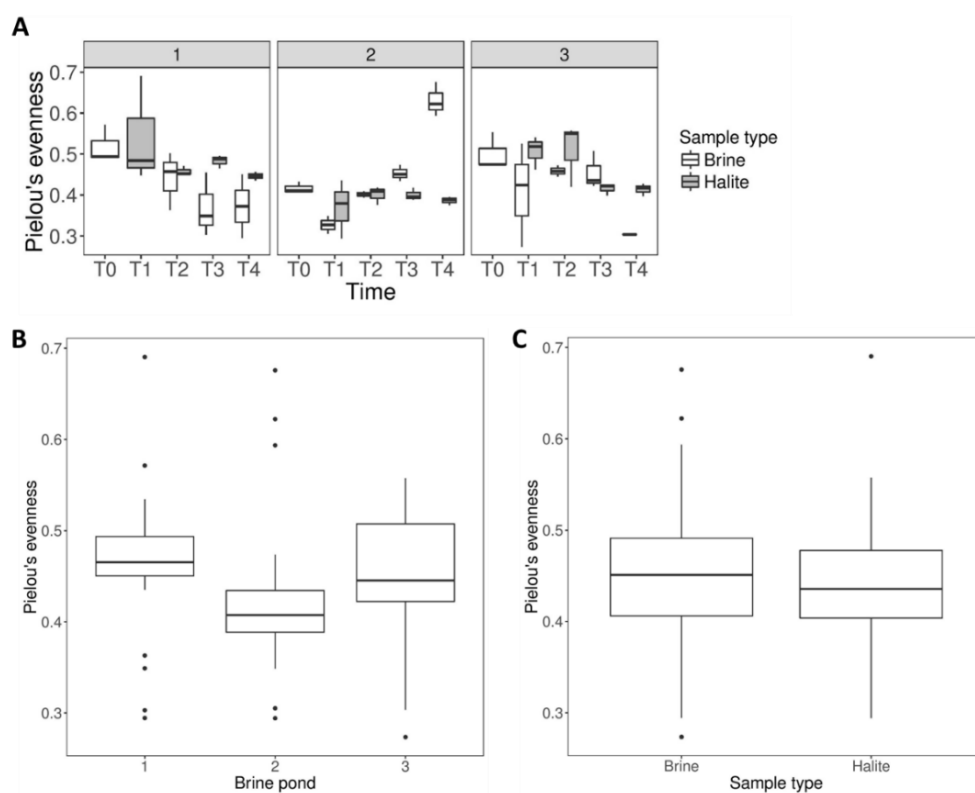 A
1 2 3
Pielou's evenness
0.7
0.6
0.5
0.4
0.3
T0 T1 T2 T3 T4 T0 T1 T2 T3 T4 T0 T1 T2 T3 T4
Time
Sample type
Brine
Halite
B
Pielou's evenness
0.7
0.6
0.5
0.4
0.3
1 2 3
Brine pond
C
Pielou's evenness
0.7
0.6
0.5
0.4
0.3
Brine Halite
Sample type